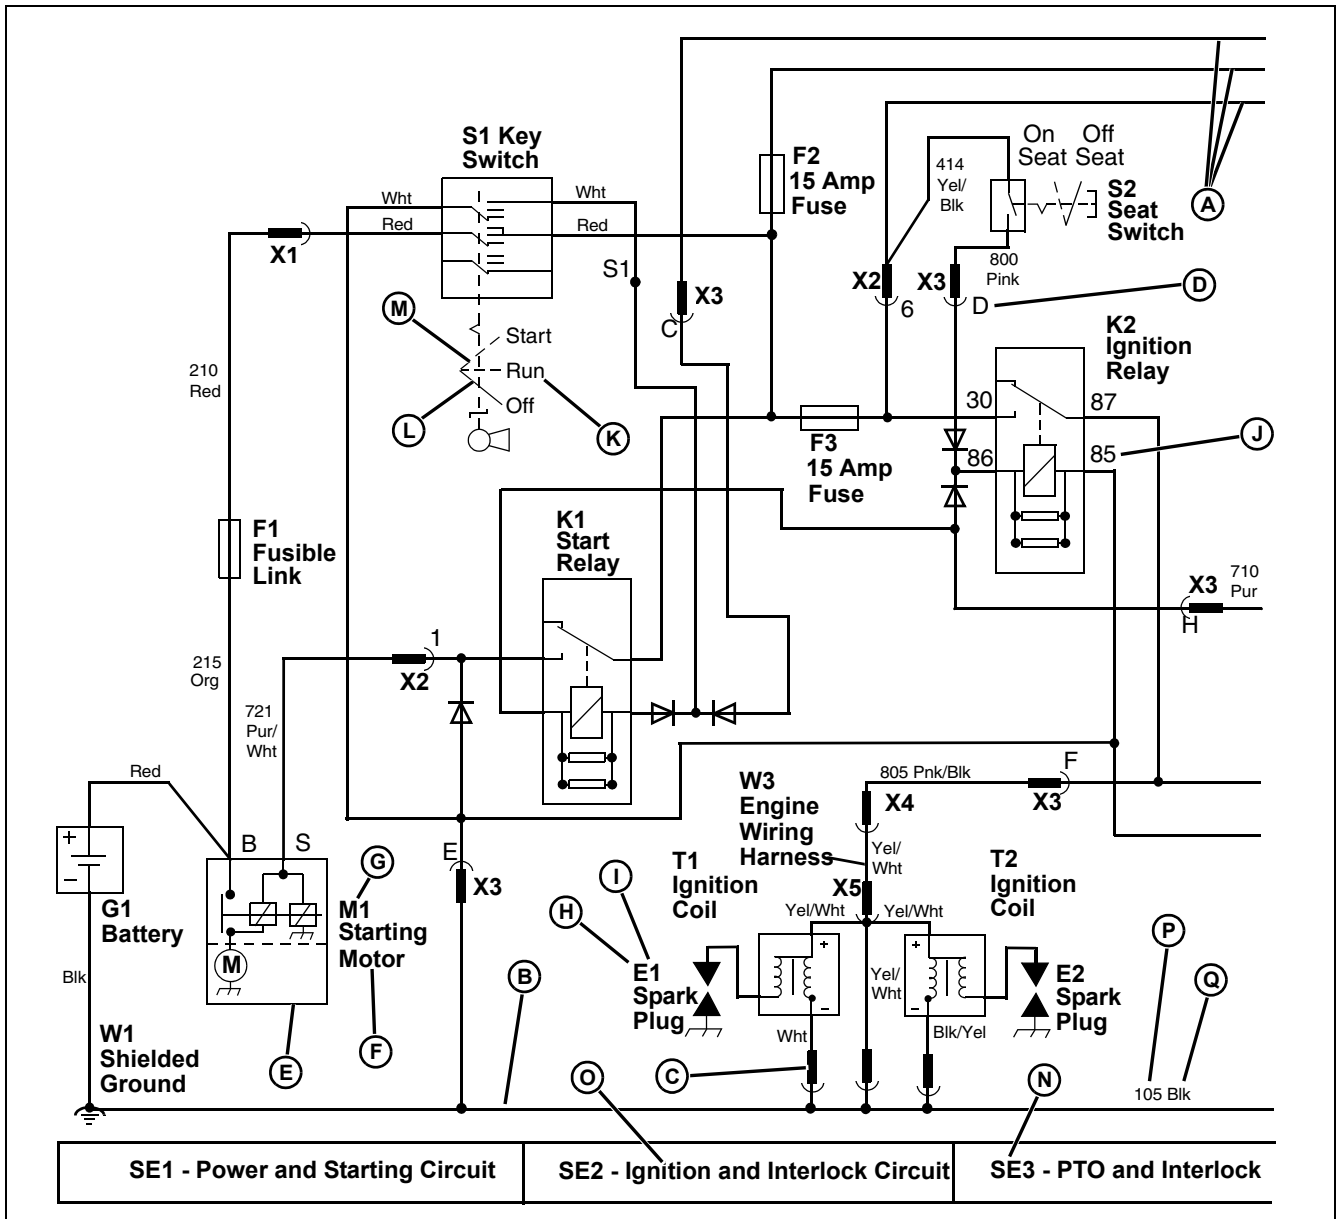 S1 Key
Switch
Wht
Red
Wht
Red
X1
S1
M
Start
Run
Off
L
K
210
Red
F1
Fusible
Link
215
Org
F2
15 Amp
Fuse
X3
C
414
Yel/
Blk
On Off
Seat Seat
S2
Seat
Switch
A
800
Pink
X2
6
X3
D
D
K2
Ignition
Relay
30
87
86
85
J
F3
15 Amp
Fuse
K1
Start
Relay
X3
H
710
Pur
1
X2
721
Pur/
Wht
Red
+
-
G1
Battery
Blk
W1
Shielded
Ground
B
S
M
M1
Starting
Motor
G
F
E
E
X3
B
W3
Engine
Wiring
Harness
805 Pnk/Blk
F
X3
X4
Yel/
Wht
X5
T1
Ignition
Coil
T2
Ignition
Coil
Yel/Wht
Yel/Wht
+
-
+
-
Yel/
Wht
I
H
E1
Spark
Plug
E2
Spark
Plug
Wht
Blk/Yel
C
O
N
P
Q
105 Blk
SE1 - Power and Starting Circuit
SE2 - Ignition and Interlock Circuit
SE3 - PTO and Interlock